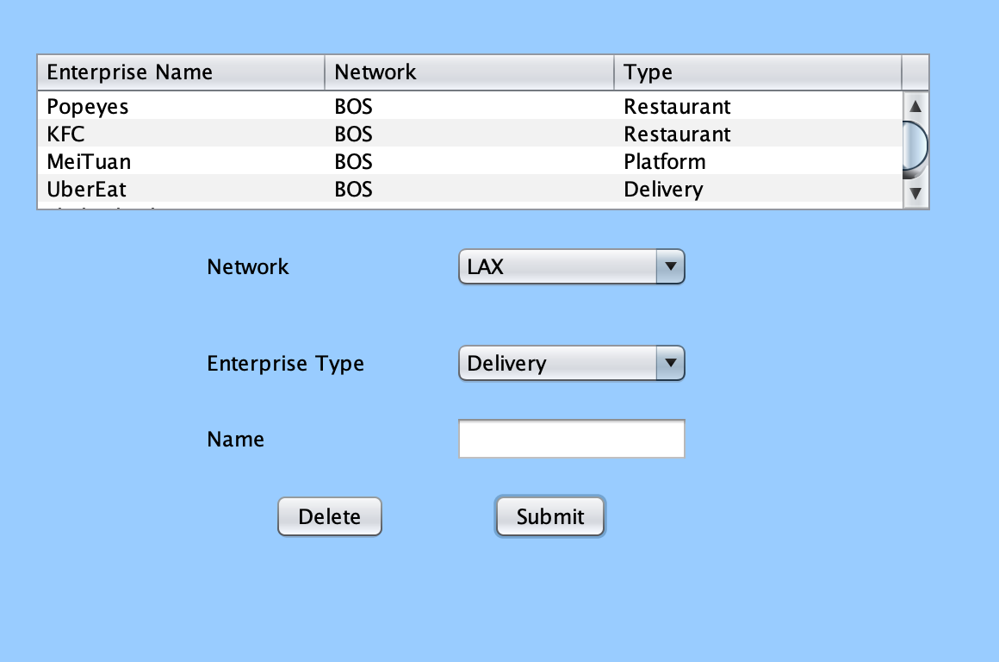 Enterprise Name Network Type
Popeyes BOS Restaurant
KFC BOS Restaurant
MeiTuan BOS Platform
UberEat BOS Delivery
Network LAX
Enterprise Type Delivery
Name
Delete Submit